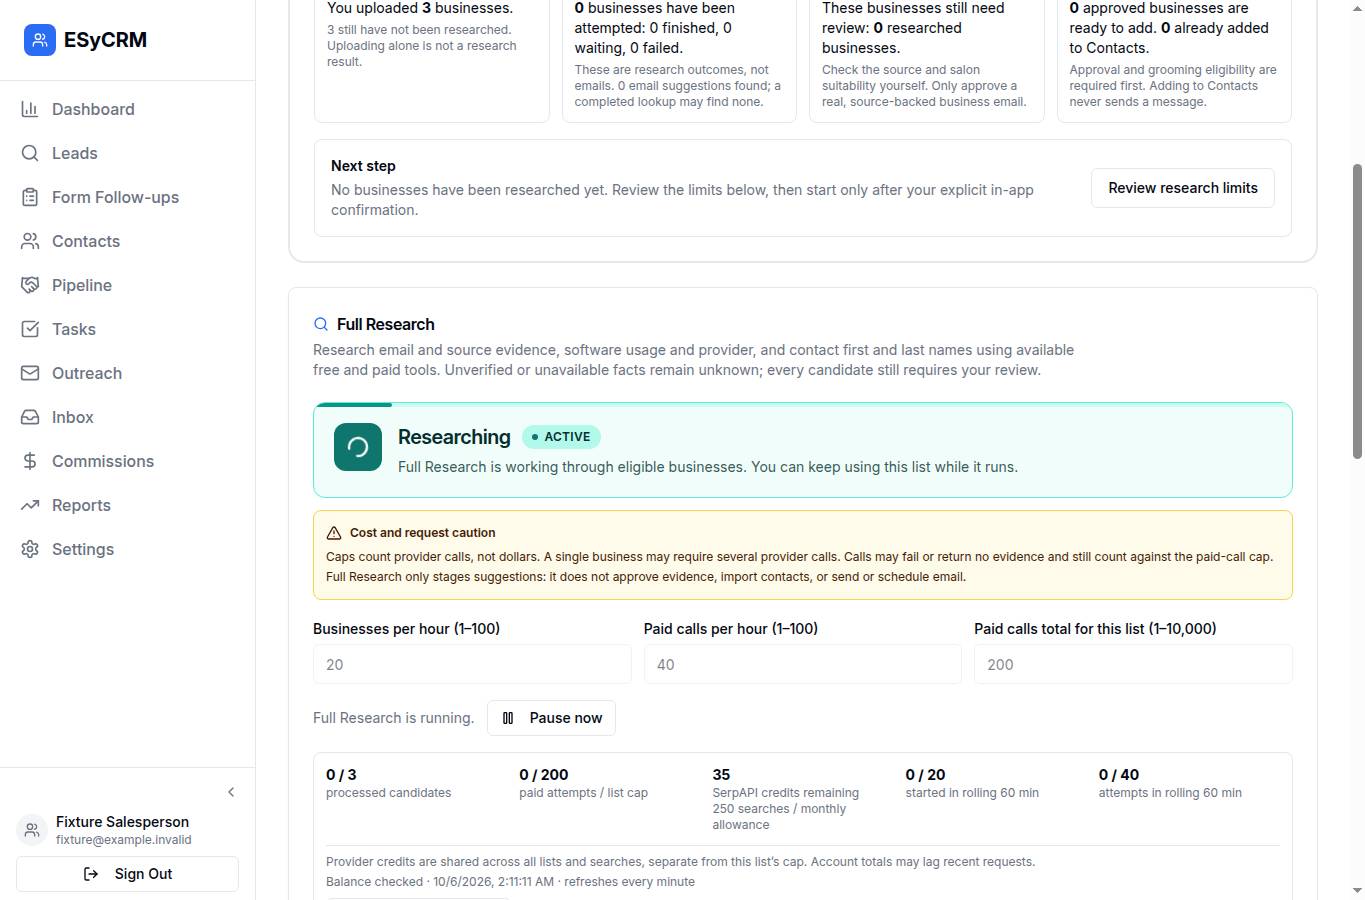 ESyCRM
Dashboard
Leads
Form Follow-ups
Contacts
Pipeline
Tasks
Outreach
Inbox
Commissions
Reports
Settings
Fixture Salesperson
fixture@example.invalid
Sign Out
You uploaded 3 businesses.
3 still have not been researched.
Uploading alone is not a research
result.
0 businesses have been
attempted: 0 finished, 0
waiting, 0 failed.
These are research outcomes, not
emails. 0 email suggestions found; a
completed lookup may find none.
These businesses still need
review: 0 researched
businesses.
Check the source and salon
suitability yourself. Only approve a
real, source-backed business email.
0 approved businesses are
ready to add. 0 already added
to Contacts.
Approval and grooming eligibility are
required first. Adding to Contacts
never sends a message.
Next step
No businesses have been researched yet. Review the limits below, then start only after your explicit in-app
confirmation.
Review research limits
Full Research
Research email and source evidence, software usage and provider, and contact first and last names using available
free and paid tools. Unverified or unavailable facts remain unknown; every candidate still requires your review.
Researching
ACTIVE
Full Research is working through eligible businesses. You can keep using this list while it runs.
Cost and request caution
Caps count provider calls, not dollars. A single business may require several provider calls. Calls may fail or return no evidence and still count against the paid-call cap.
Full Research only stages suggestions: it does not approve evidence, import contacts, or send or schedule email.
Businesses per hour (1–100)
20
Paid calls per hour (1–100)
40
Paid calls total for this list (1–10,000)
200
Full Research is running.
Pause now
0 / 3
processed candidates
0 / 200
paid attempts / list cap
35
SerpAPI credits remaining
250 searches / monthly
allowance
0 / 20
started in rolling 60 min
0 / 40
attempts in rolling 60 min
Provider credits are shared across all lists and searches, separate from this list’s cap. Account totals may lag recent requests.
Balance checked · 10/6/2026, 2:11:11 AM · refreshes every minute